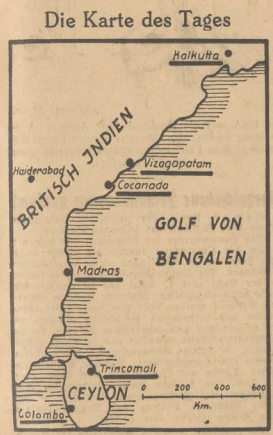 Die Karte des Tages
Kolkutta
BRITISCH JNDIEN
Haiderabad
Vizagapatam
Cocanada
GOLF VON
BENGALEN
Madras
Trincomali
CEYLON
Colombo
0 200 400 600
Km.